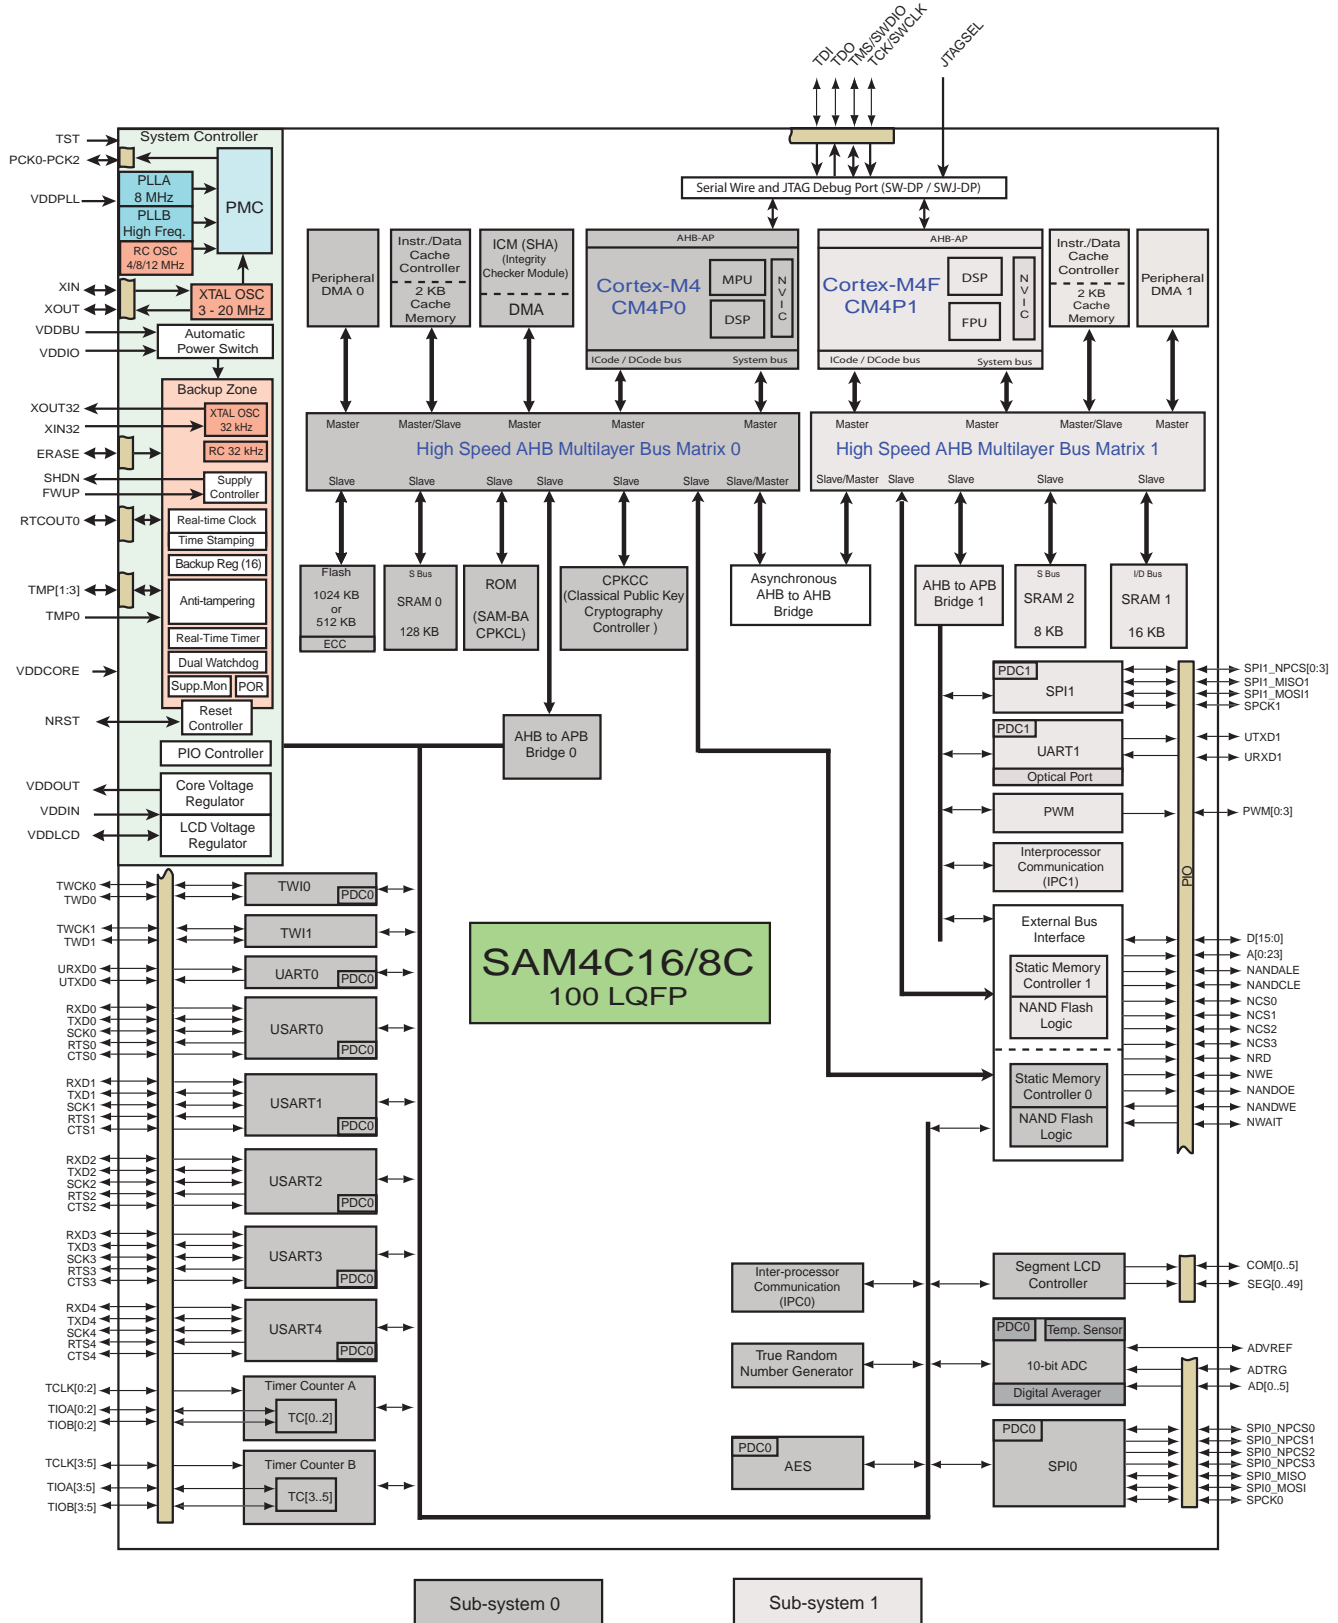 TDI
TDO
TMS/SWDIO
TCK/SWCLK
JTAGSEL
TST
PCK0-PCK2
VDDPLL
XIN
XOUT
VDDBU
VDDIO
XOUT32
XIN32
ERASE
SHDN
FWUP
RTCOUT0
TMP[1:3]
TMP0
VDDCORE
NRST
VDDOUT
VDDIN
VDDLCD
System Controller
PLLA
8 MHz
PLLB
High Freq.
RC OSC
4/8/12 MHz
PMC
XTAL OSC
3 - 20 MHz
Automatic
Power Switch
Backup Zone
XTAL OSC
32 kHz
RC 32 kHz
Supply
Controller
Real-time Clock
Time Stamping
Backup Reg (16)
Anti-tampering
Real-Time Timer
Dual Watchdog
Supp.Mon
POR
Reset
Controller
PIO Controller
Core Voltage
Regulator
LCD Voltage
Regulator
Serial Wire and JTAG Debug Port (SW-DP / SWJ-DP)
Peripheral
DMA 0
Instr./Data
Cache
Controller
2 KB
Cache
Memory
ICM (SHA)
(Integrity
Checker Module)
DMA
AHB-AP
Cortex-M4
CM4P0
MPU
DSP
NVIC
ICode / DCode bus
System bus
AHB-AP
Cortex-M4F
CM4P1
DSP
FPU
NVIC
ICode / DCode bus
System bus
Instr./Data
Cache
Controller
2 KB
Cache
Memory
Peripheral
DMA 1
Master
Master/Slave
Master
Master
Master
High Speed AHB Multilayer Bus Matrix 0
Slave
Slave
Slave
Slave
Slave
Slave
Slave/Master
Master
Master
Master/Slave
Master
High Speed AHB Multilayer Bus Matrix 1
Slave/Master
Slave
Slave
Slave
Slave
Flash
1024 KB
or
512 KB
ECC
S Bus
SRAM 0
128 KB
ROM
(SAM-BA
CPKCL)
CPKCC
(Classical Public Key
Cryptography
Controller )
Asynchronous
AHB to AHB
Bridge
AHB to APB
Bridge 1
S Bus
SRAM 2
8 KB
I/D Bus
SRAM 1
16 KB
AHB to APB
Bridge 0
PDC1
SPI1
PDC1
UART1
Optical Port
PWM
Interprocessor
Communication
(IPC1)
External Bus
Interface
Static Memory
Controller 1
NAND Flash
Logic
Static Memory
Controller 0
NAND Flash
Logic
PIO
SPI1_NPCS[0:3]
SPI1_MISO1
SPI1_MOSI1
SPCK1
UTXD1
URXD1
PWM[0:3]
D[15:0]
A[0:23]
NANDALE
NANDCLE
NCS0
NCS1
NCS2
NCS3
NRD
NWE
NANDOE
NANDWE
NWAIT
TWCK0
TWD0
TWI0
PDC0
TWCK1
TWD1
TWI1
URXD0
UTXD0
UART0
PDC0
RXD0
TXD0
SCK0
RTS0
CTS0
USART0
PDC0
RXD1
TXD1
SCK1
RTS1
CTS1
USART1
PDC0
RXD2
TXD2
SCK2
RTS2
CTS2
USART2
PDC0
RXD3
TXD3
SCK3
RTS3
CTS3
USART3
PDC0
RXD4
TXD4
SCK4
RTS4
CTS4
USART4
PDC0
TCLK[0:2]
TIOA[0:2]
TIOB[0:2]
Timer Counter A
TC[0..2]
TCLK[3:5]
TIOA[3:5]
TIOB[3:5]
Timer Counter B
TC[3..5]
SAM4C16/8C
100 LQFP
Inter-processor
Communication
(IPC0)
True Random
Number Generator
PDC0
AES
Segment LCD
Controller
COM[0..5]
SEG[0..49]
PDC0
Temp. Sensor
10-bit ADC
Digital Averager
ADVREF
ADTRG
AD[0..5]
PDC0
SPI0
SPI0_NPCS0
SPI0_NPCS1
SPI0_NPCS2
SPI0_NPCS3
SPI0_MISO
SPI0_MOSI
SPCK0
Sub-system 0
Sub-system 1